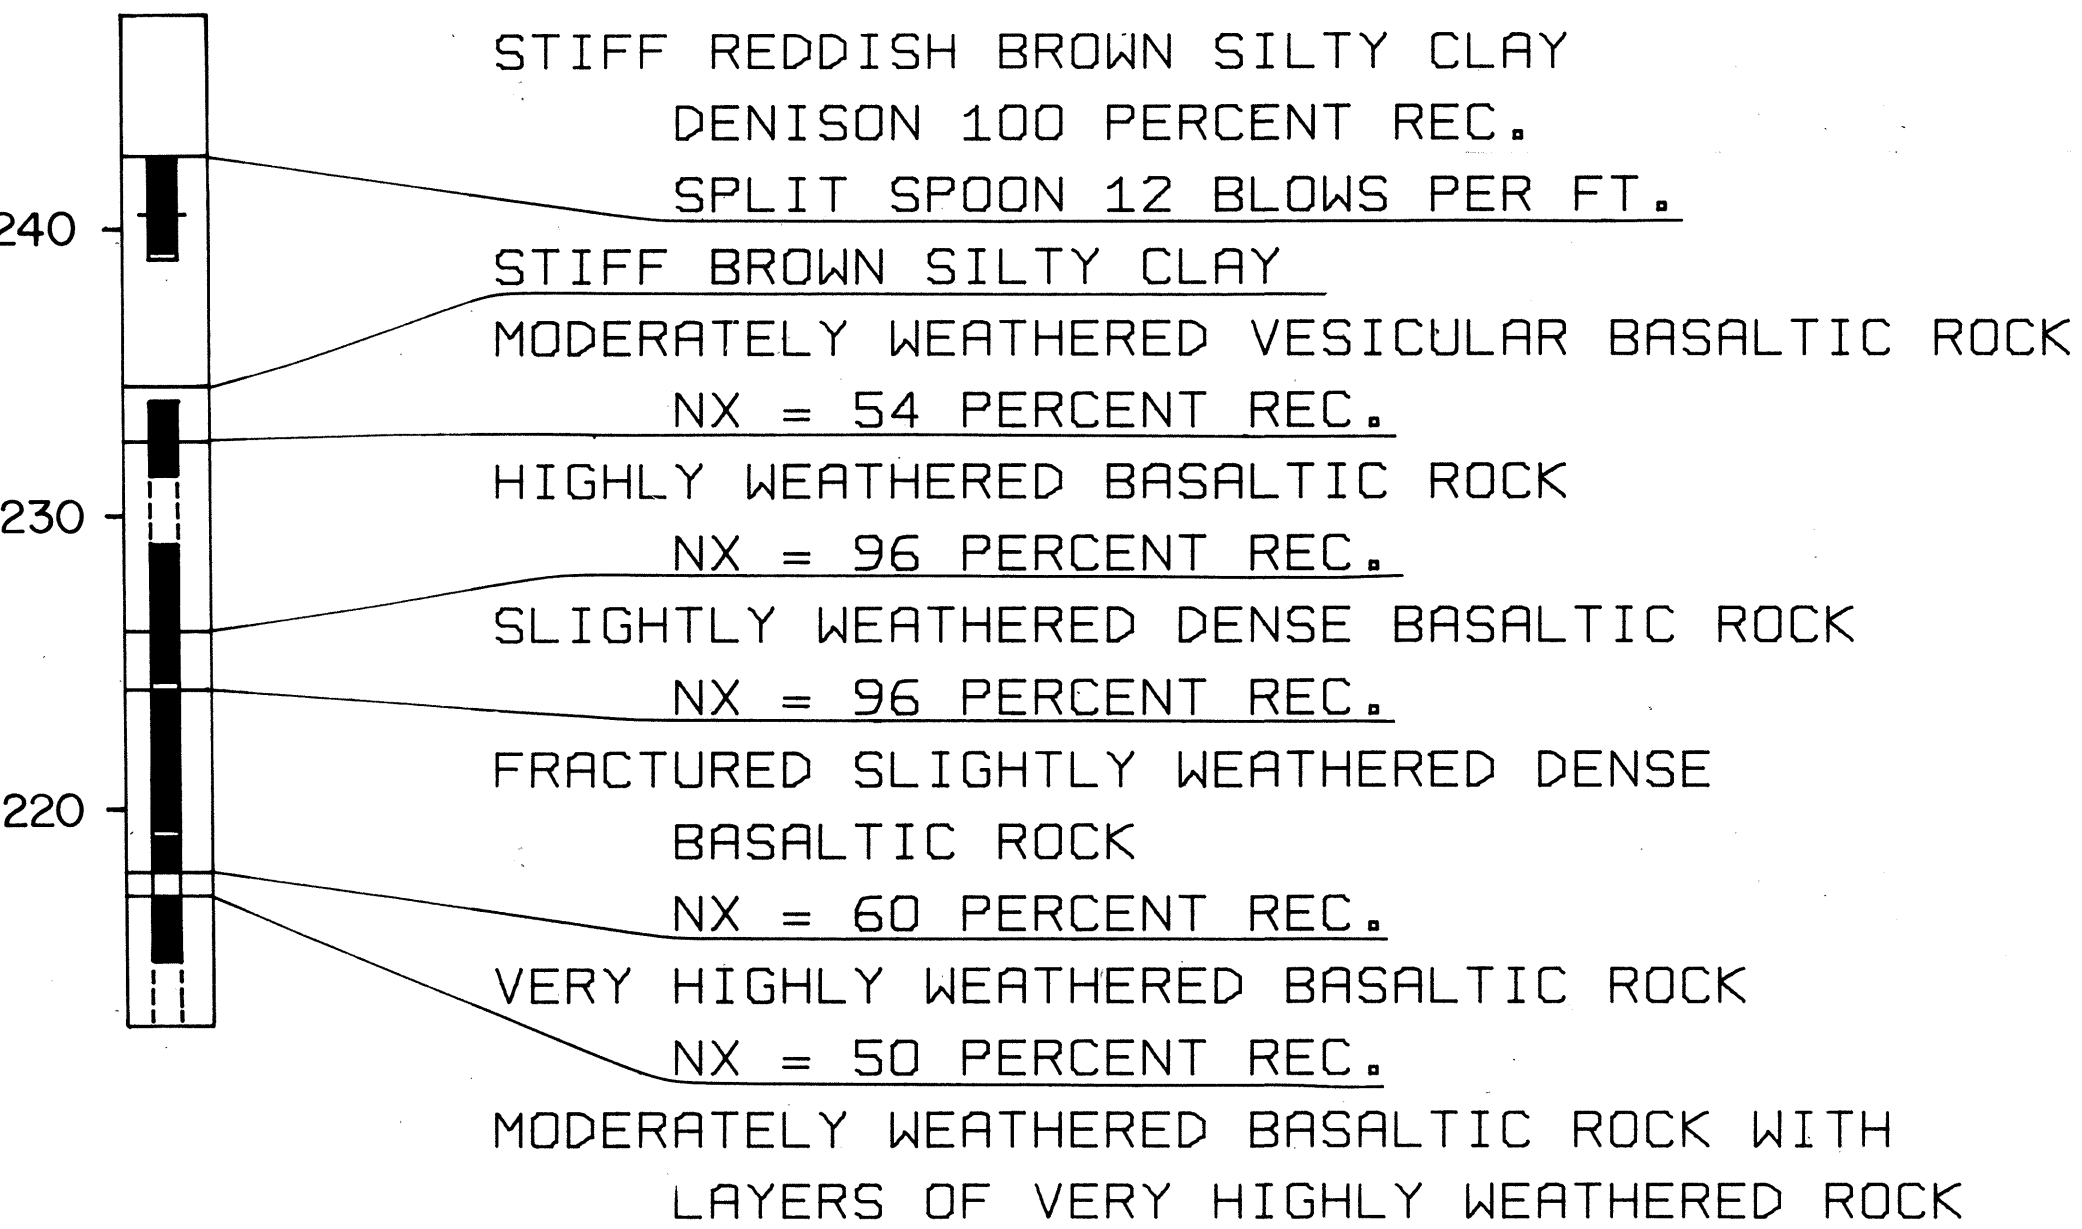 STIFF REDDISH BROWN SILTY CLAY
DENISON 100 PERCENT REC.
SPLIT SPOON 12 BLOWS PER FT.
240
STIFF BROWN SILTY CLAY
MODERATELY WEATHERED VESICULAR BASALTIC ROCK
NX = 54 PERCENT REC.
HIGHLY WEATHERED BASALTIC ROCK
230
NX = 96 PERCENT REC.
SLIGHTLY WEATHERED DENSE BASALTIC ROCK
NX = 96 PERCENT REC.
FRACTURED SLIGHTLY WEATHERED DENSE
220
BASALTIC ROCK
NX = 60 PERCENT REC.
VERY HIGHLY WEATHERED BASALTIC ROCK
NX = 50 PERCENT REC.
MODERATELY WEATHERED BASALTIC ROCK WITH
LAYERS OF VERY HIGHLY WEATHERED ROCK